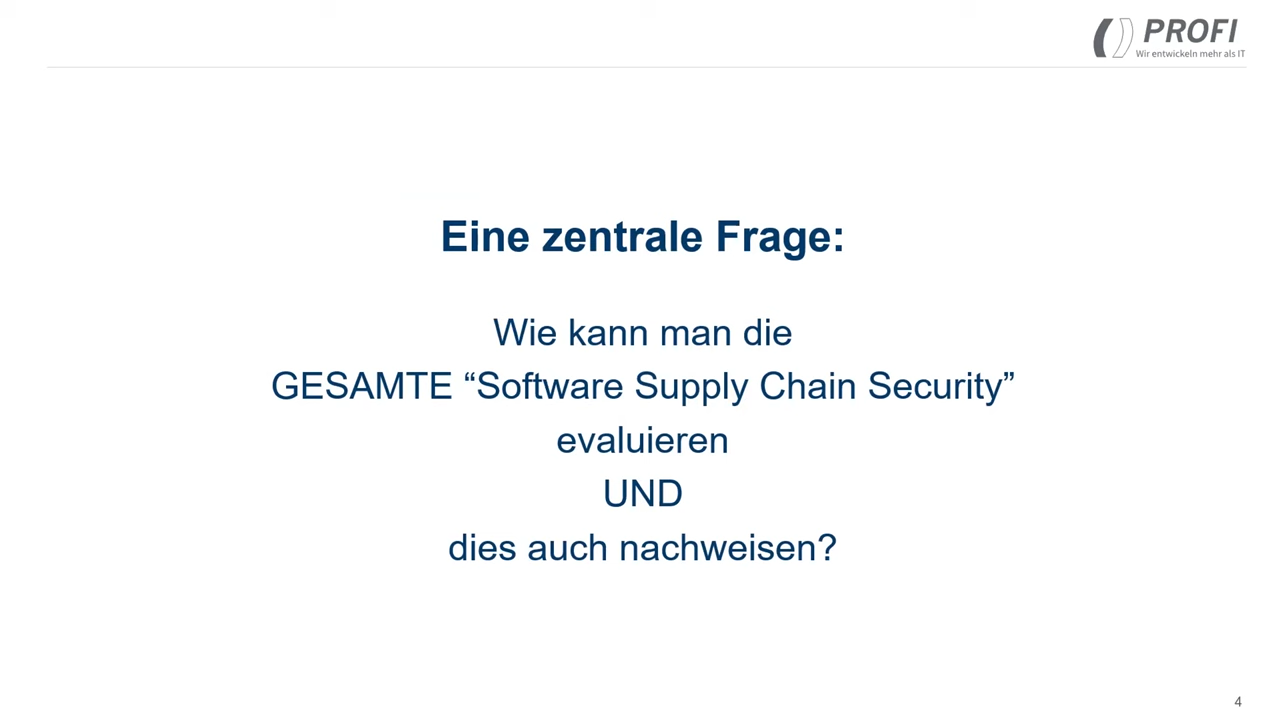 PROFI
Wir entwickeln mehr als IT
Eine zentrale Frage:
Wie kann man die
GESAMTE “Software Supply Chain Security”
evaluieren
UND
dies auch nachweisen?
4